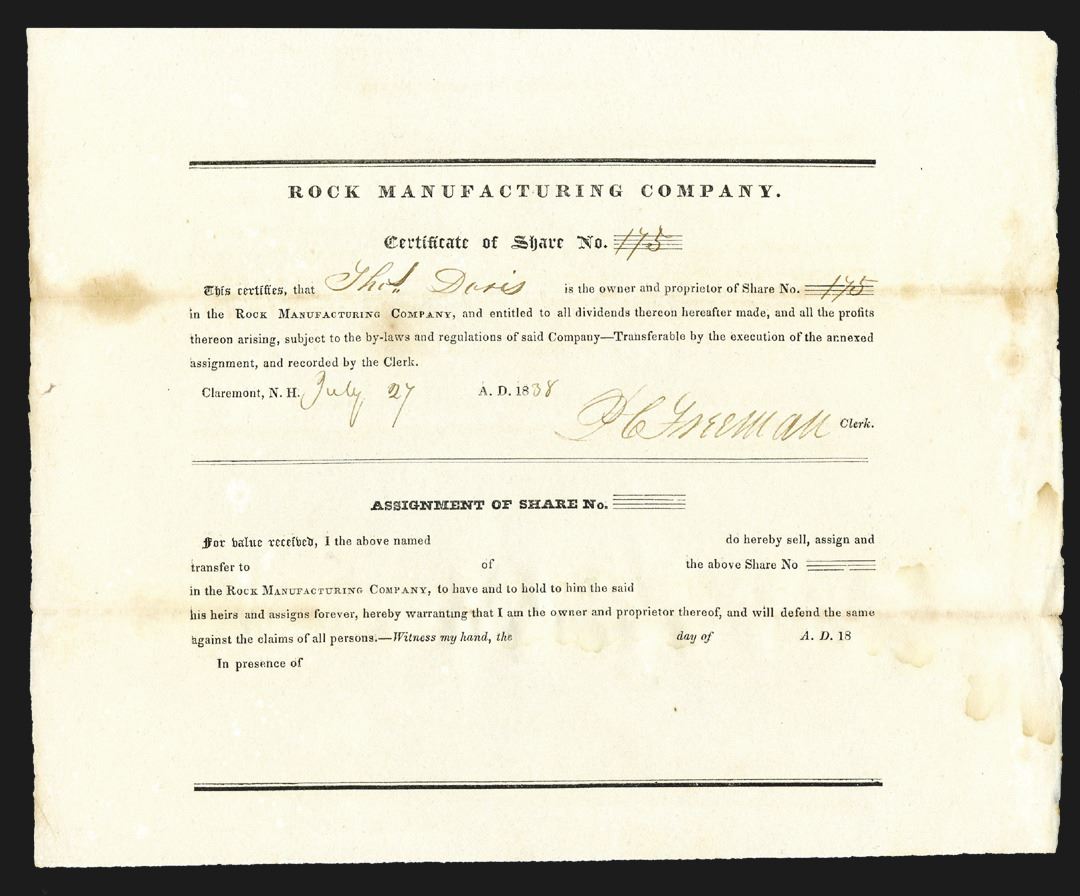 ROCK MANUFACTURING COMPANY.
Certificate of Share No. 175
This certifies, that Thos. Davis is the owner and proprietor of Share No. 175
in the Rock Manufacturing Company, and entitled to all dividends thereon hereafter made, and all the profits
thereon arising, subject to the by-laws and regulations of said Company—Transferable by the execution of the annexed
assignment, and recorded by the Clerk.
Claremont, N. H. July 27 A. D. 1838
P C Freeman Clerk.
ASSIGNMENT OF SHARE No.
For value received, I the above named do hereby sell, assign and
transfer to of the above Share No
in the Rock Manufacturing Company, to have and to hold to him the said
his heirs and assigns forever, hereby warranting that I am the owner and proprietor thereof, and will defend the same
against the claims of all persons.—Witness my hand, the day of A. D. 18
In presence of